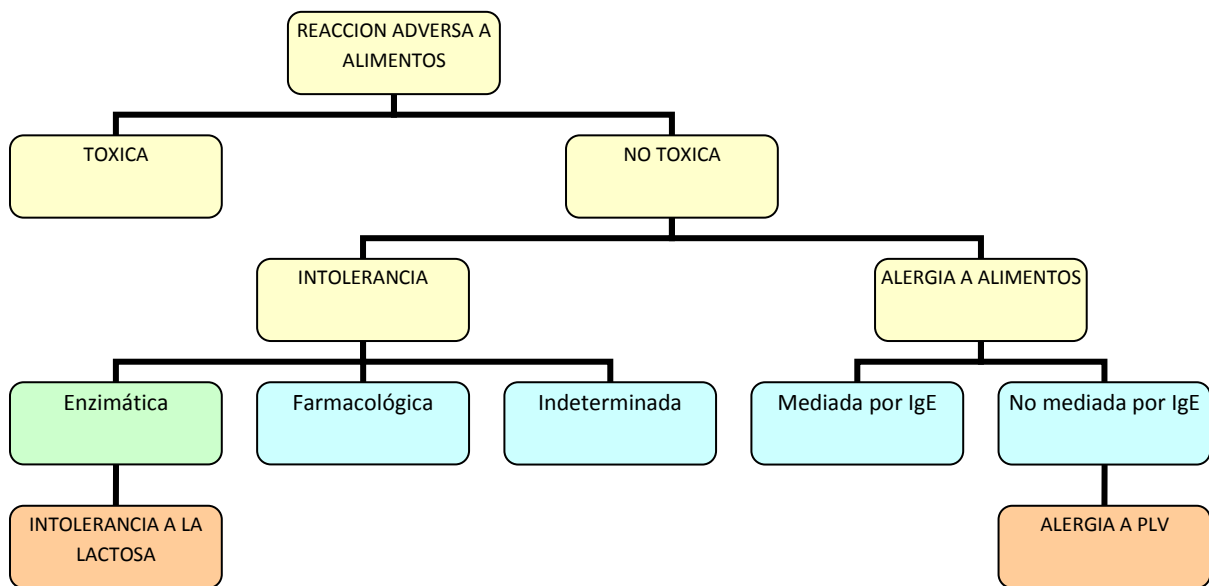 REACCION ADVERSA A
ALIMENTOS
TOXICA
NO TOXICA
INTOLERANCIA
ALERGIA A ALIMENTOS
Enzimática
Farmacológica
Indeterminada
Mediada por IgE
No mediada por IgE
INTOLERANCIA A LA
LACTOSA
ALERGIA A PLV